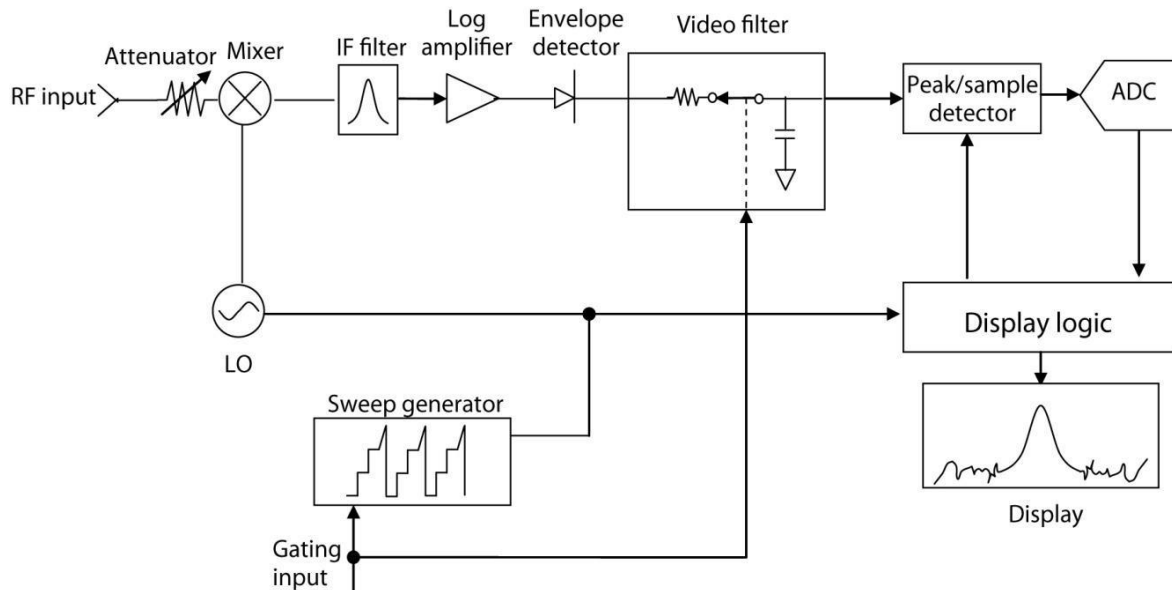 RF input
Attenuator
Mixer
IF filter
Log
amplifier
Envelope
detector
Video filter
Peak/sample
detector
ADC
LO
Display logic
Sweep generator
Display
Gating
input